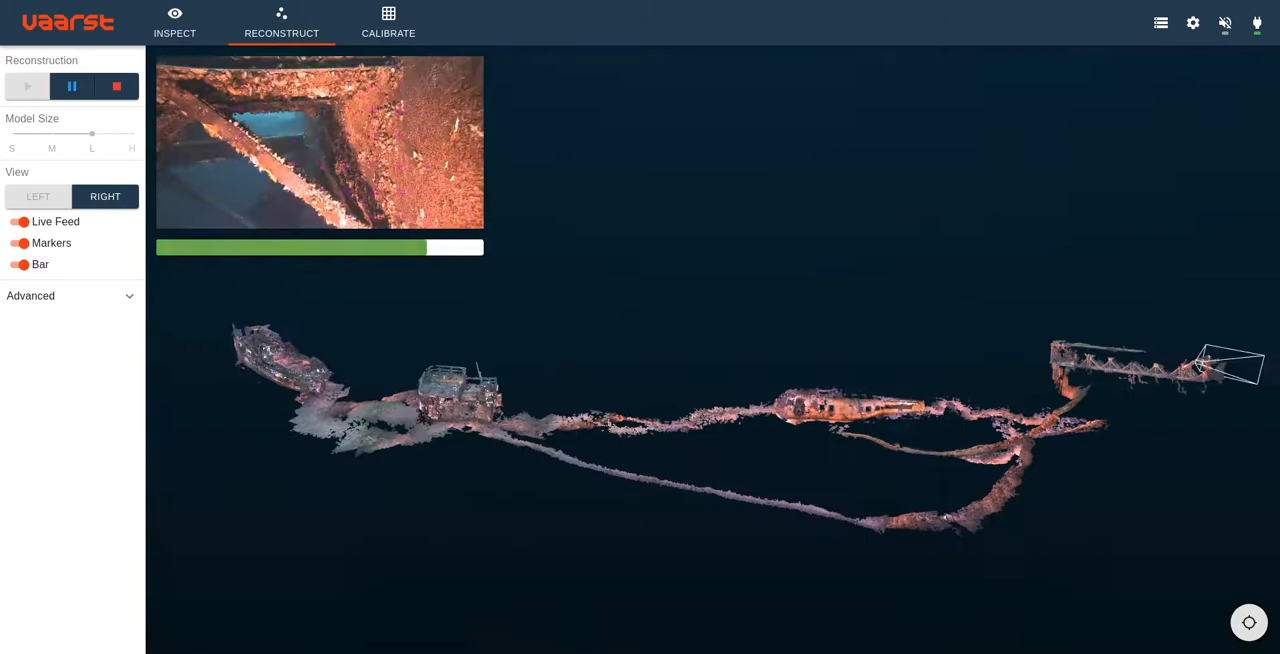 vaarst
INSPECT
RECONSTRUCT
CALIBRATE
Reconstruction
Model Size
S M L H
View
LEFT RIGHT
Live Feed
Markers
Bar
Advanced